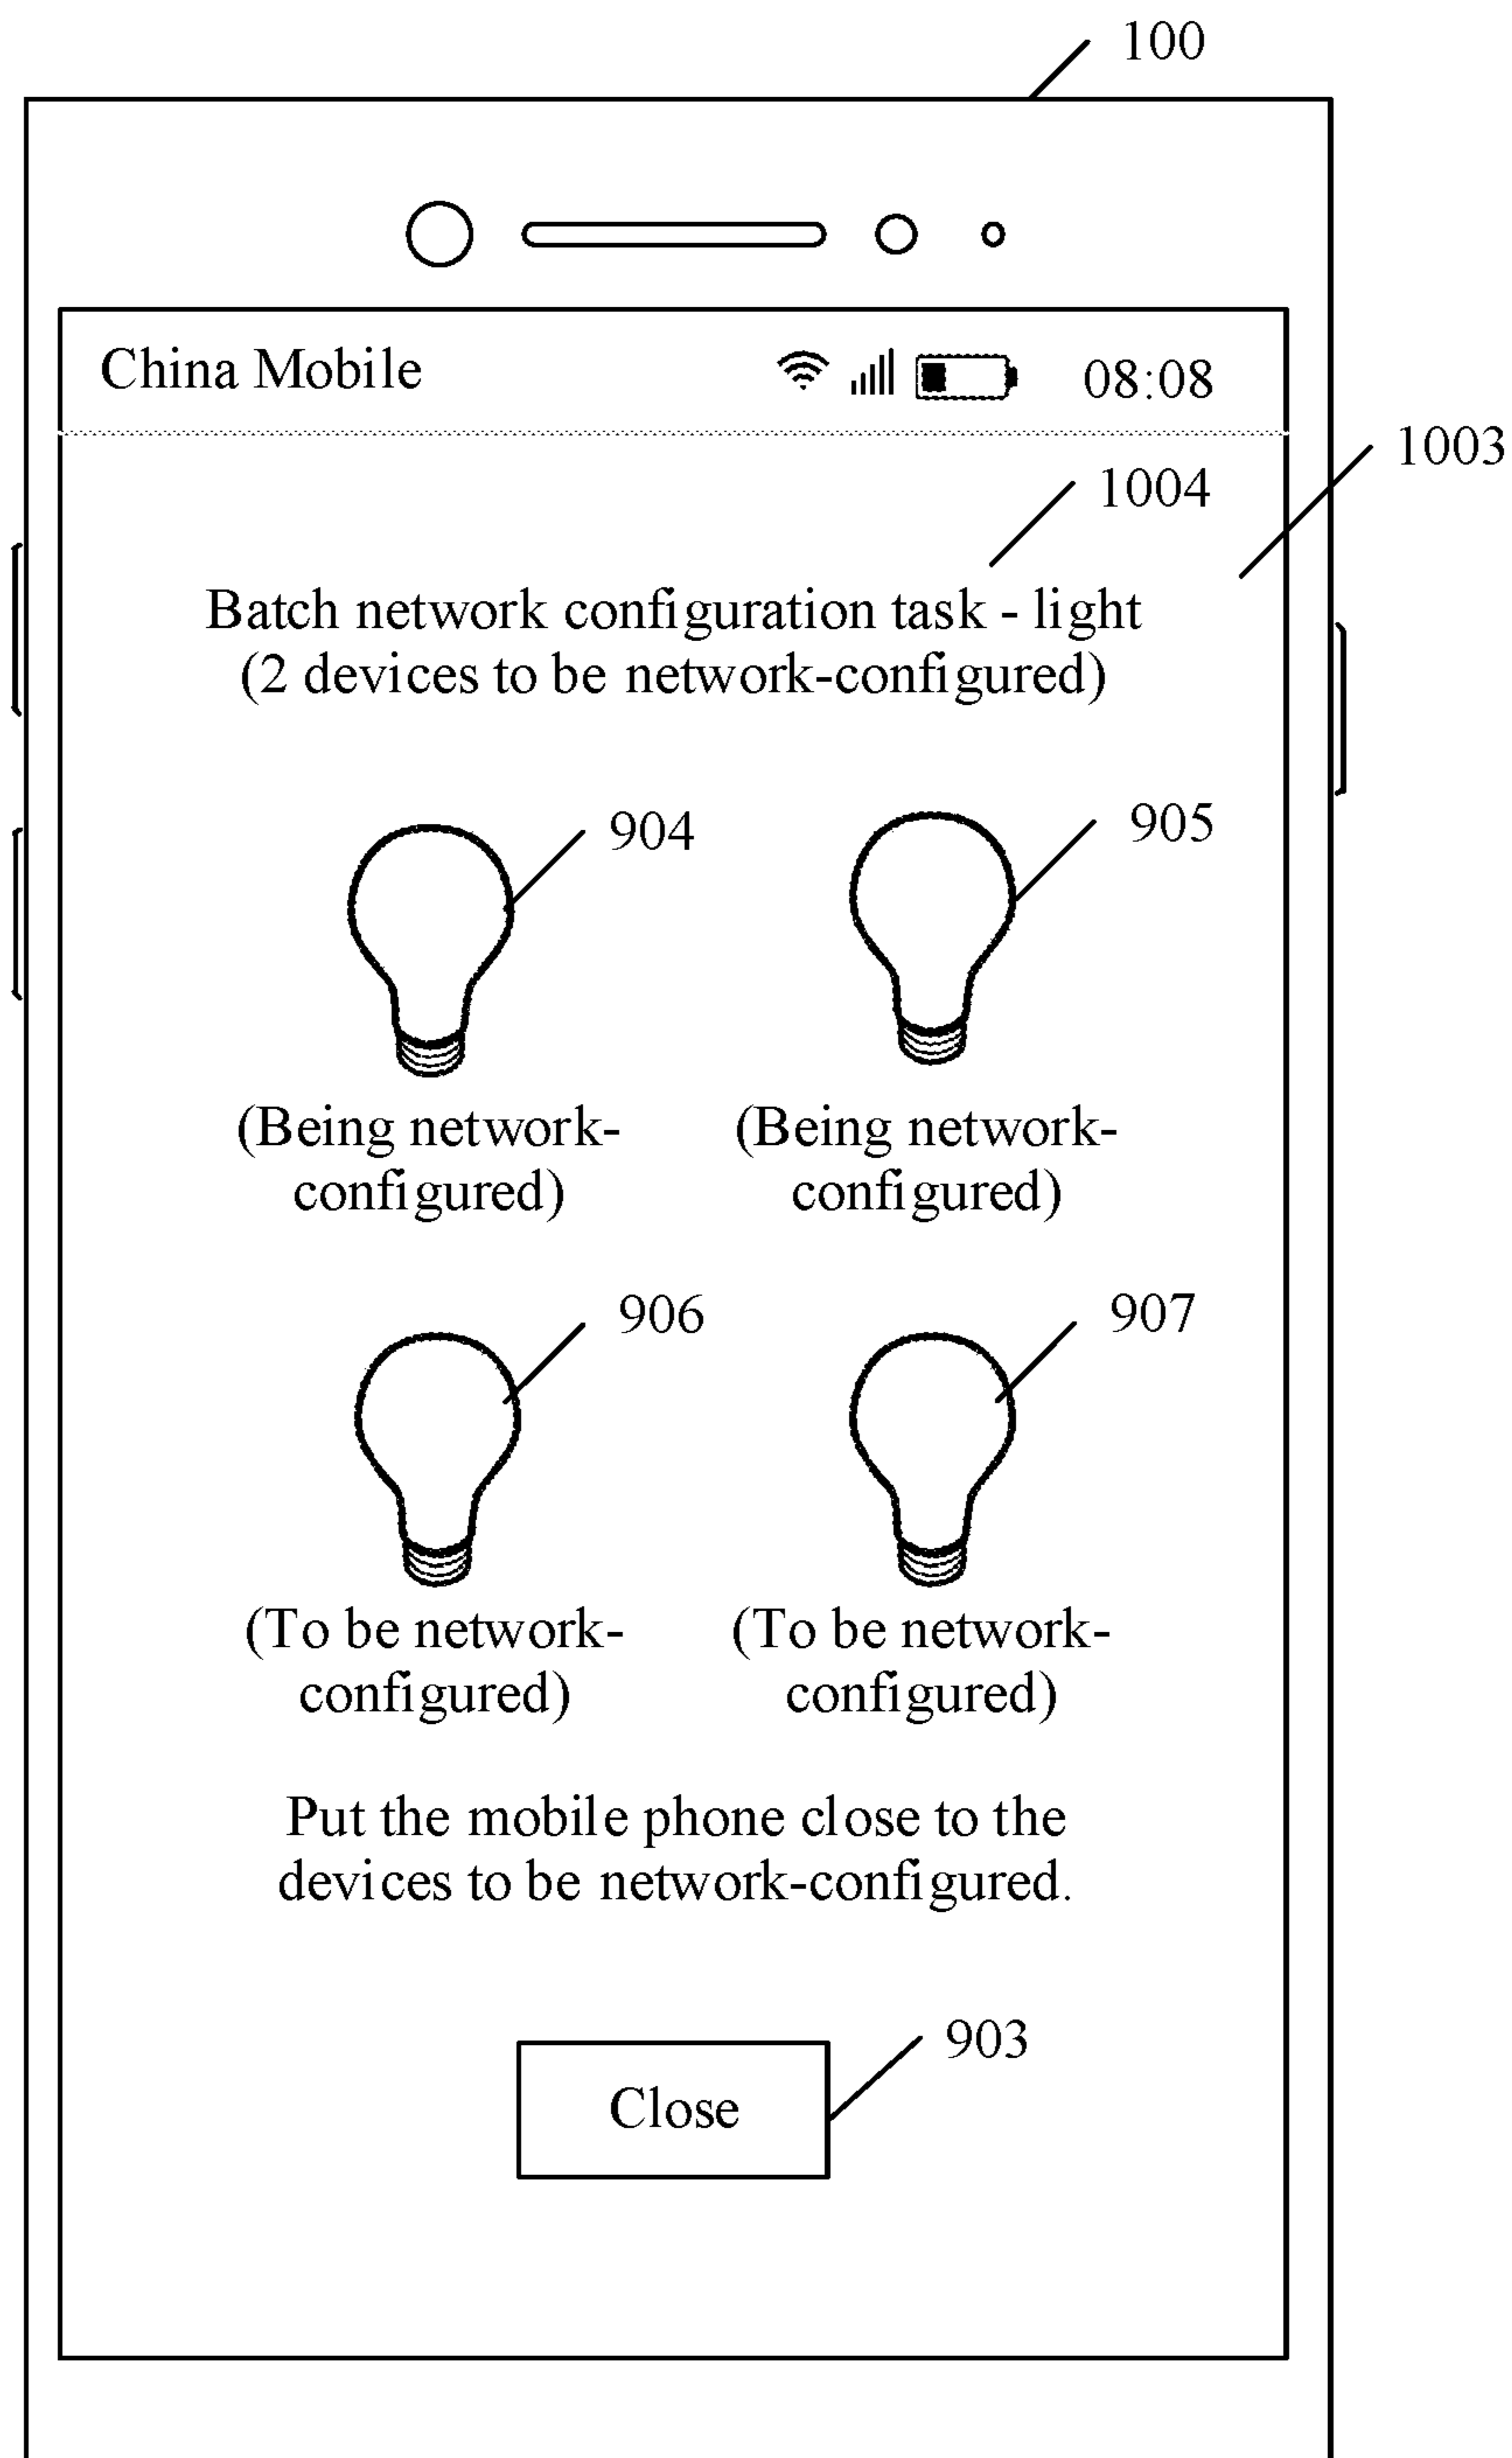 100
China Mobile 08:08
1003
1004
Batch network configuration task - light
(2 devices to be network-configured)
904 905
(Being network- (Being network-
configured) configured)
906 907
(To be network- (To be network-
configured) configured)
Put the mobile phone close to the
devices to be network-configured.
903
Close